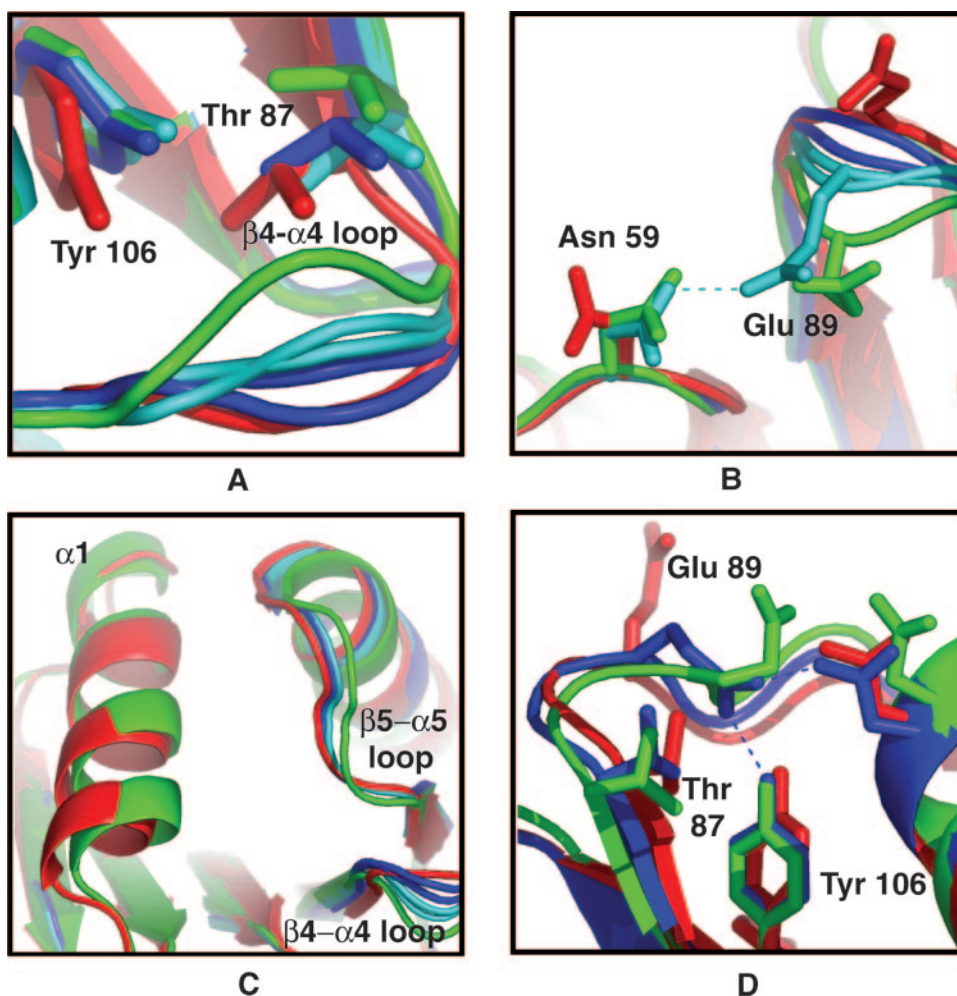 Thr 87
Tyr 106
β4-α4 loop
A
Asn 59
Glu 89
B
α1
β5–α5
loop
β4–α4 loop
C
Glu 89
Thr
87
Tyr 106
D